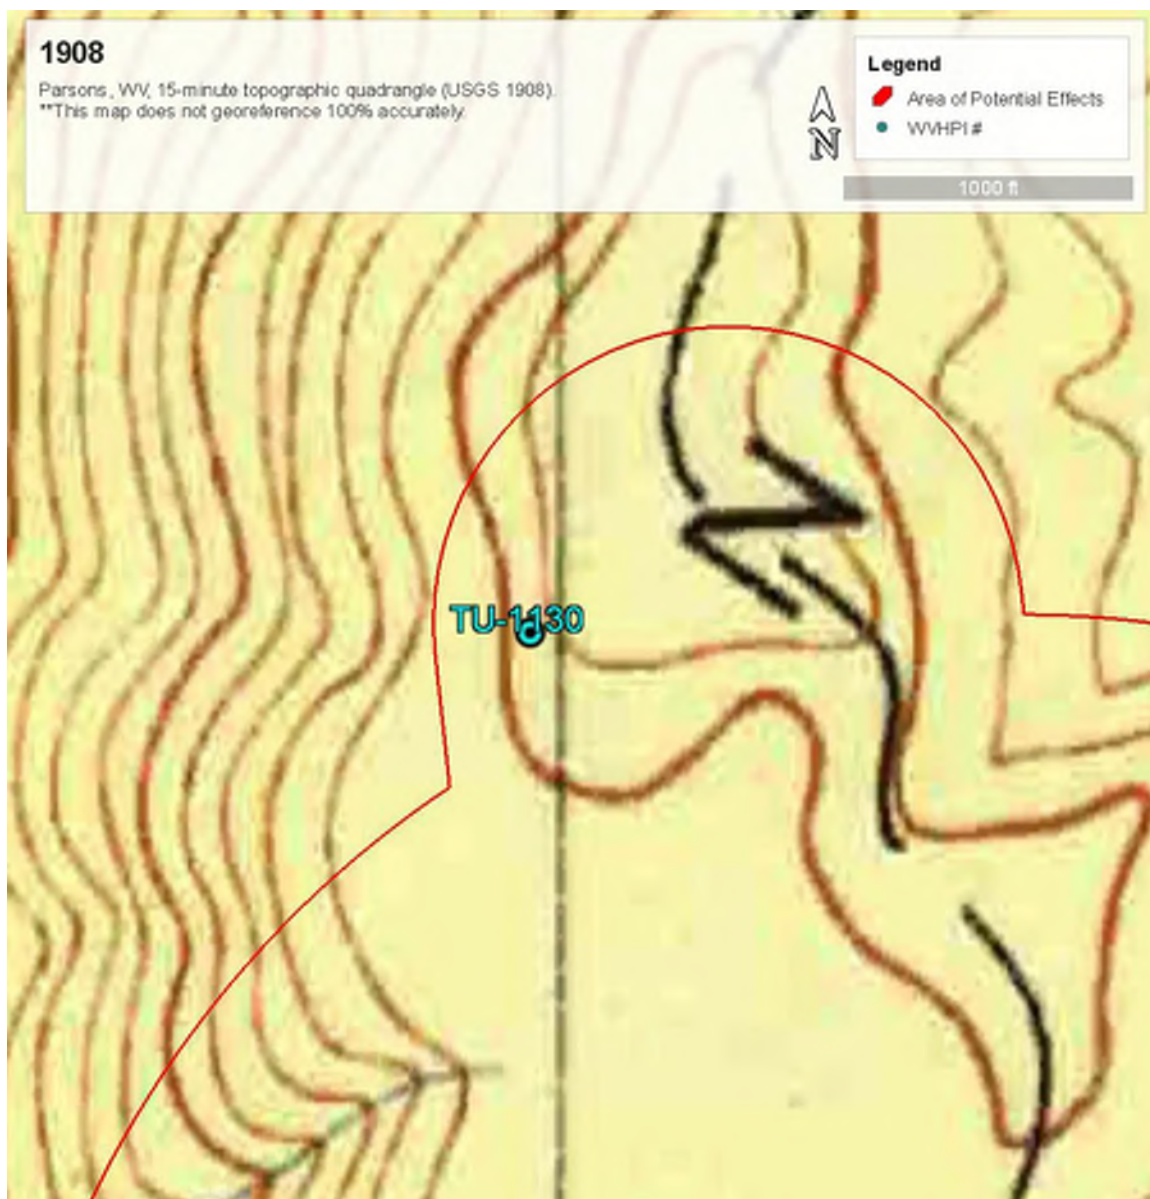 1908
Parsons, WV, 15-minute topographic quadrangle (USGS 1908).
**This map does not georeference 100% accurately.
Legend
Area of Potential Effects
WVHPI #
N
1000 ft
TU-1130